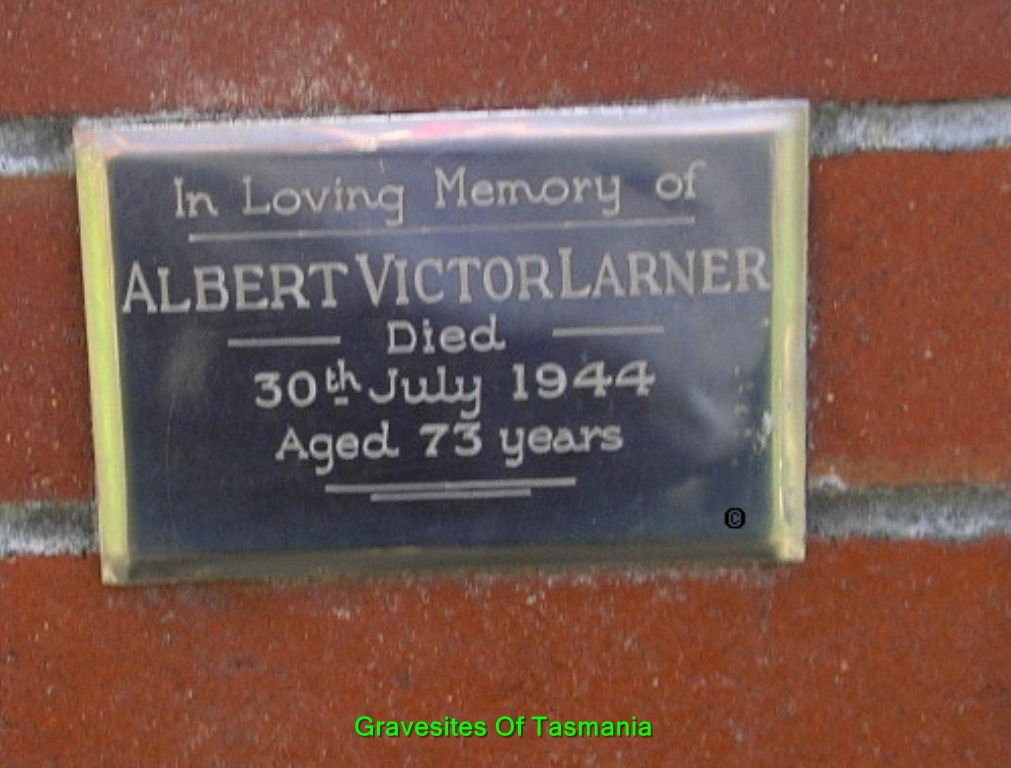 In Loving Memory of
ALBERT VICTOR LARNER
Died
30th July 1944
Aged 73 years
©
Gravesites Of Tasmania